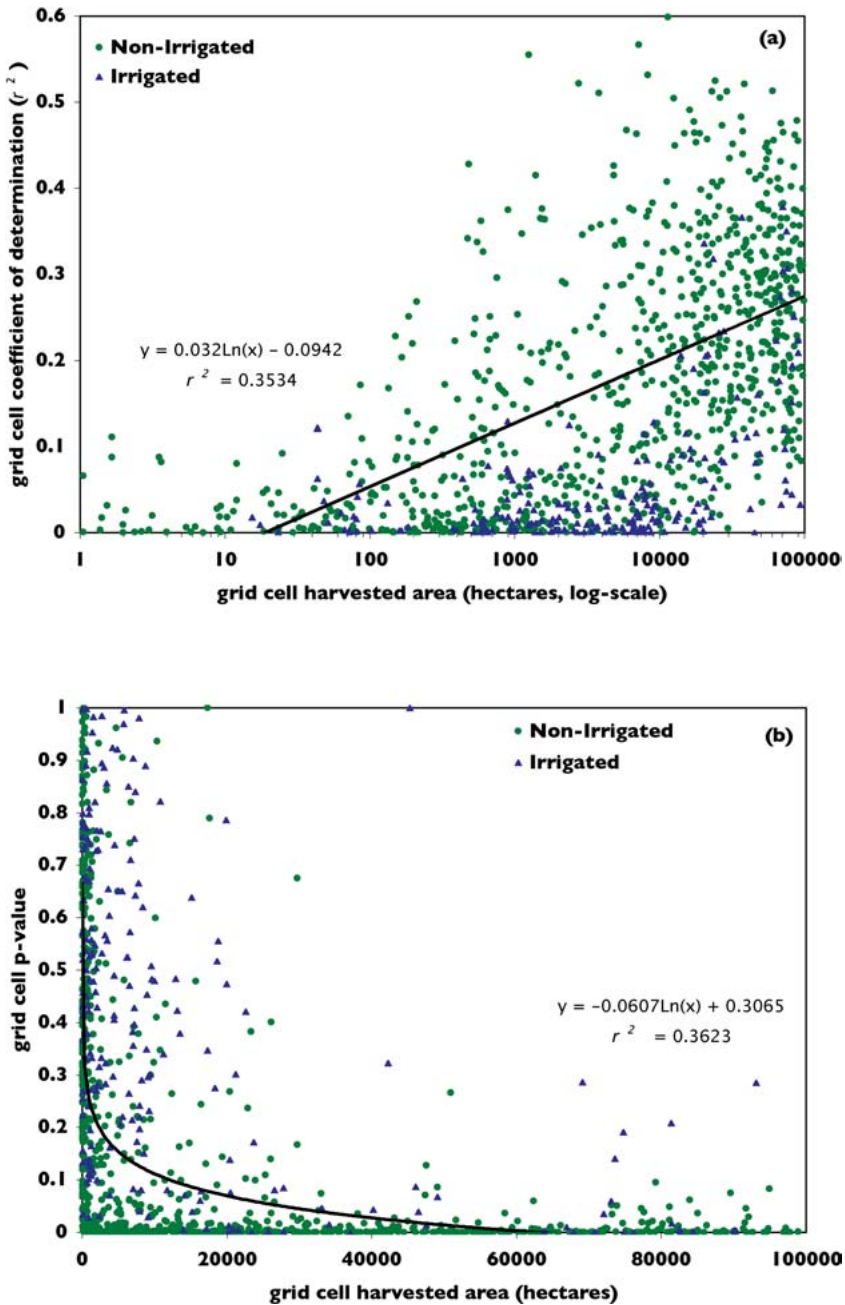 0.6
(a)
Non-Irrigated
Irrigated
0.5
0.4
0.3
0.2
0.1
0
grid cell coefficient of determination (r ²)
y = 0.032Ln(x) – 0.0942
r ² = 0.3534
1 10 100 1000 10000 100000
grid cell harvested area (hectares, log-scale)
1
(b)
Non-Irrigated
Irrigated
0.9
0.8
0.7
0.6
0.5
0.4
0.3
0.2
0.1
0
grid cell p-value
y = –0.0607Ln(x) + 0.3065
r ² = 0.3623
0 20000 40000 60000 80000 100000
grid cell harvested area (hectares)